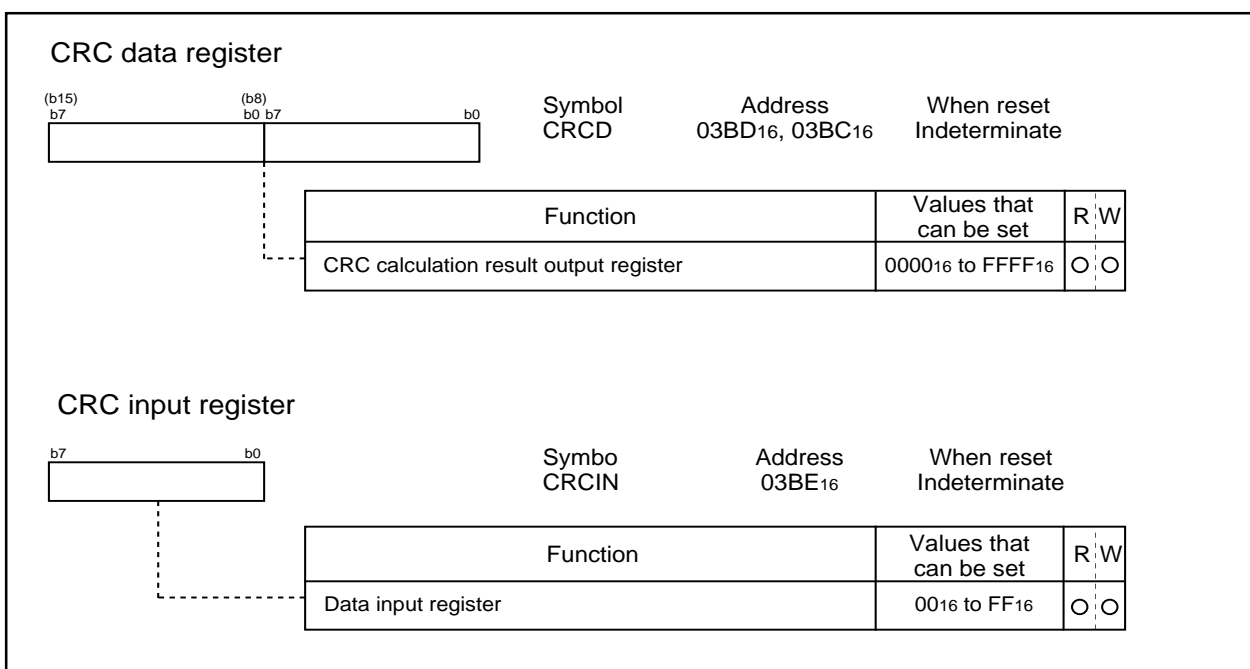 CRC data register
(b15) (b8)
b7 b0 b7 b0
Symbol Address When reset
CRCD 03BD16, 03BC16 Indeterminate
Function Values that can be set R W
CRC calculation result output register 000016 to FFFF16 O O
CRC input register
b7 b0
Symbo Address When reset
CRCIN 03BE16 Indeterminate
Function Values that can be set R W
Data input register 0016 to FF16 O O